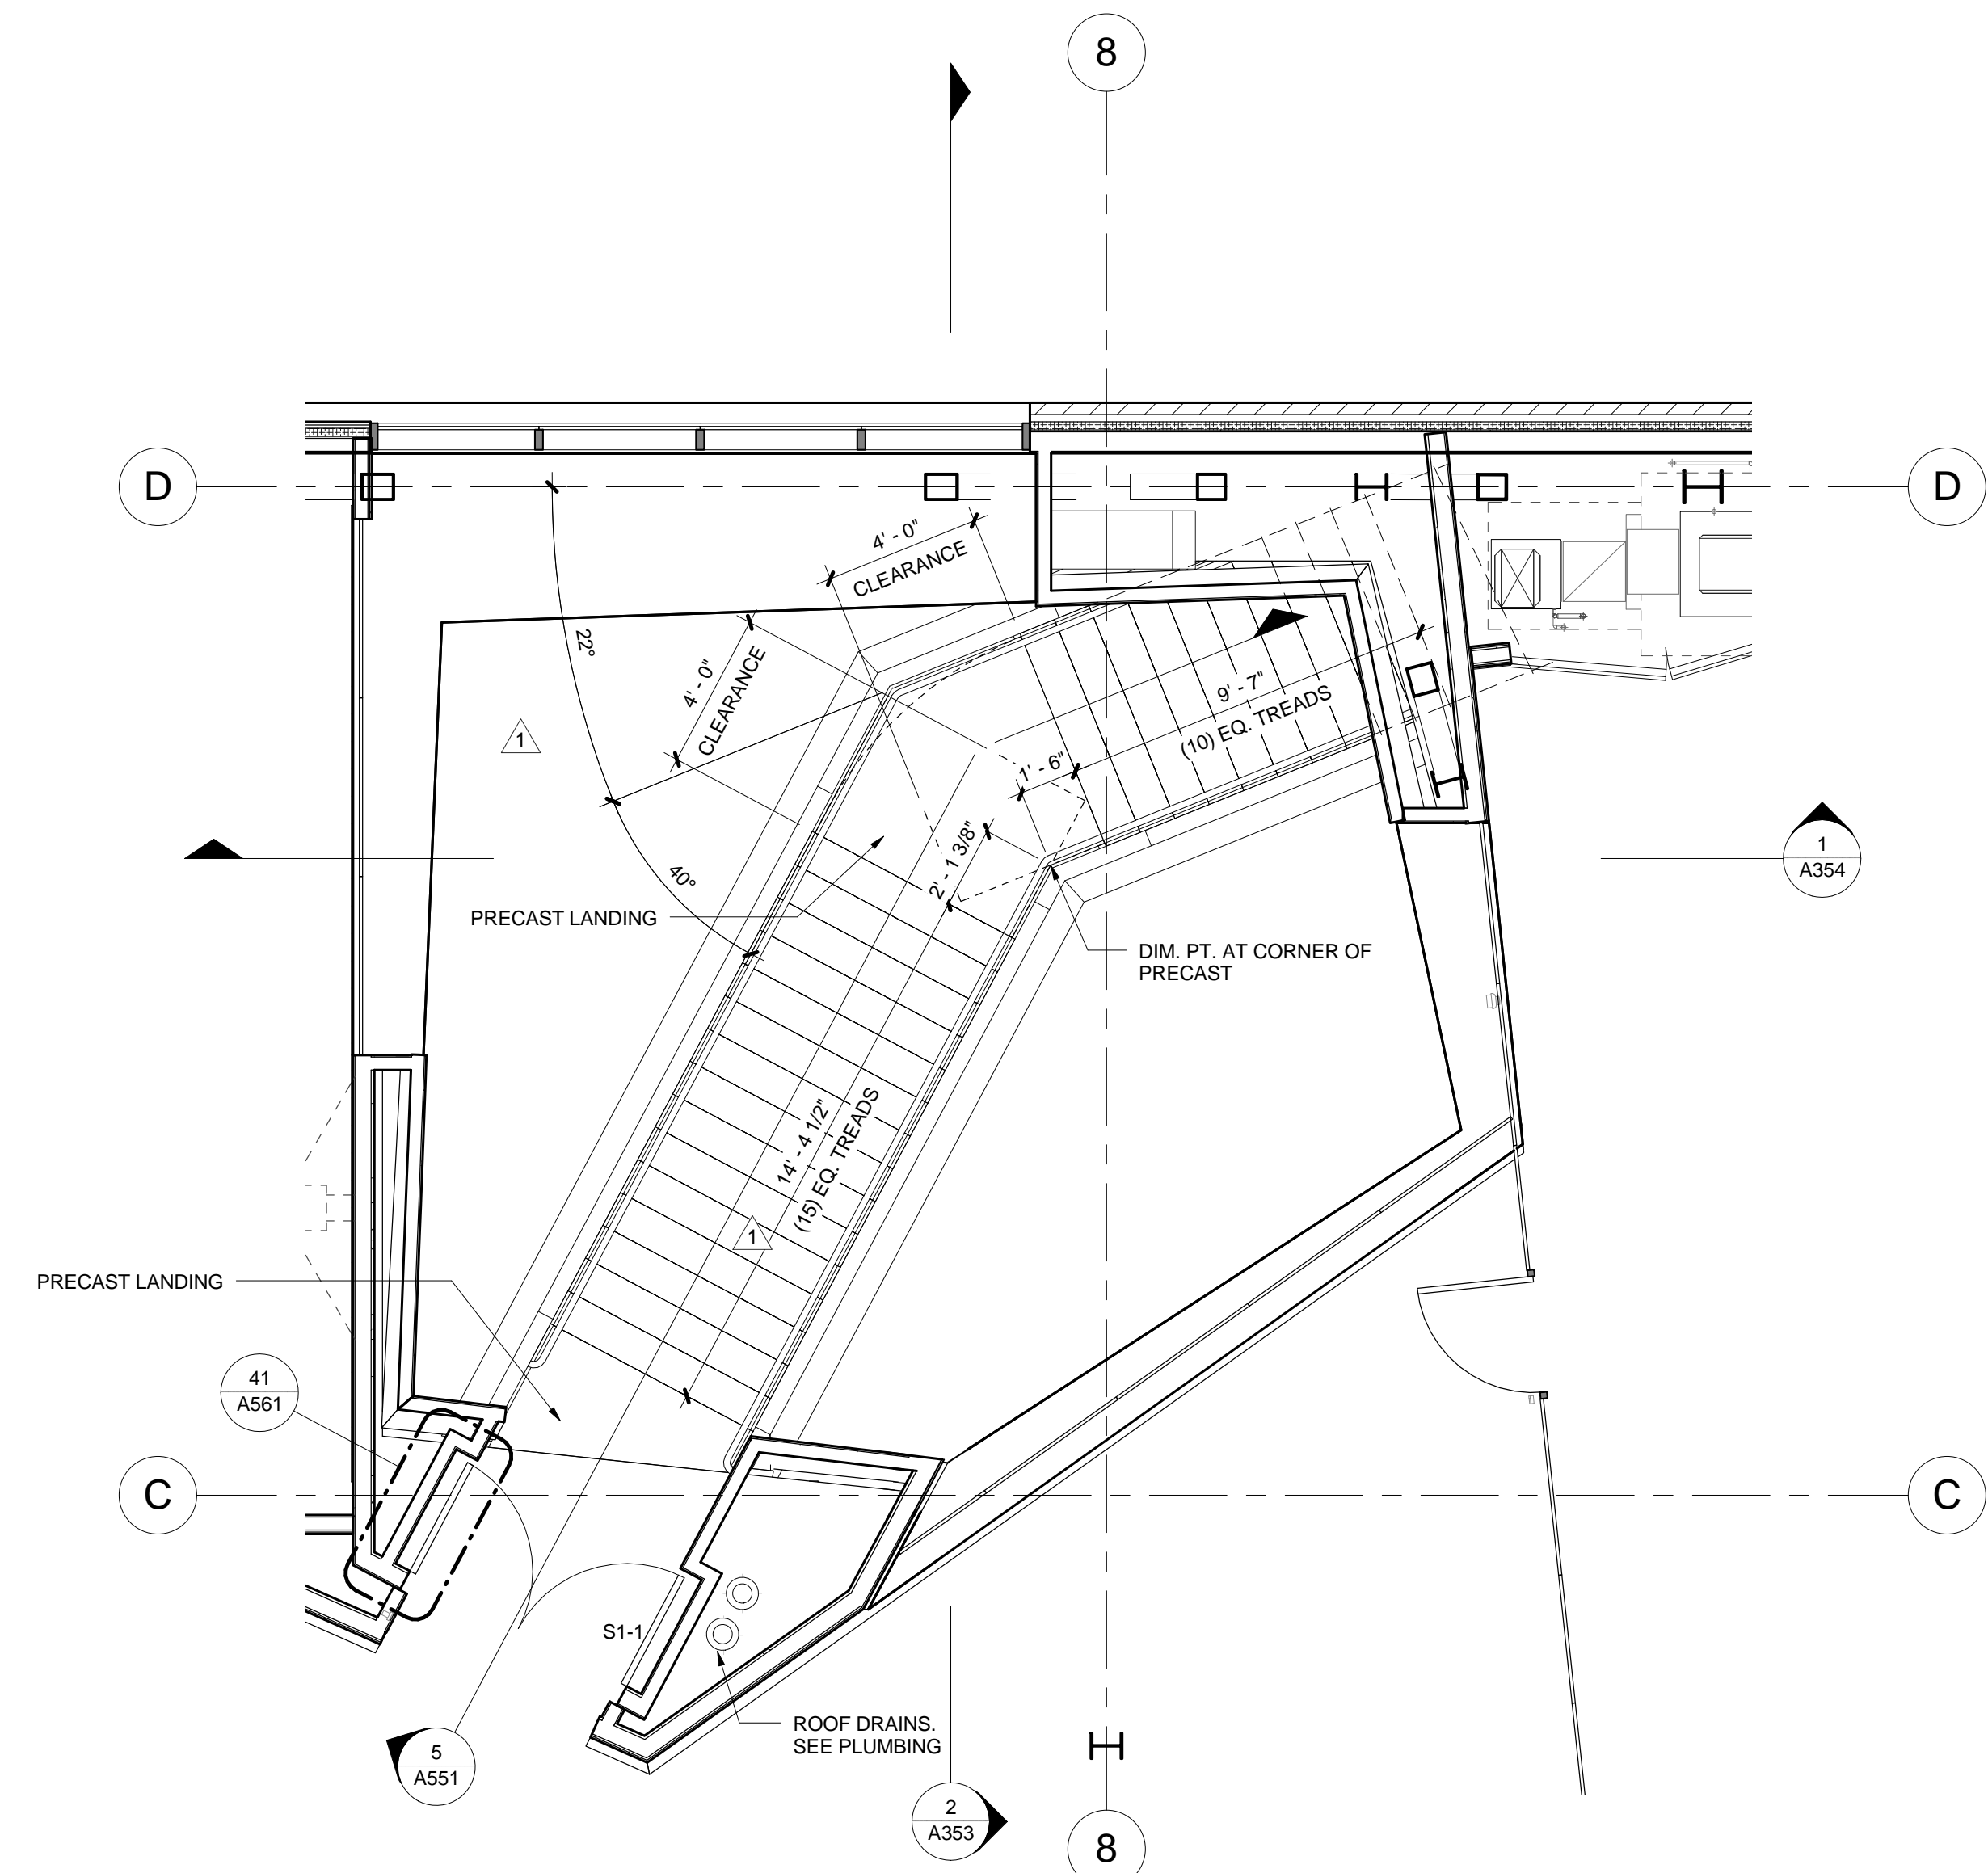 8
D
D
4' - 0"
CLEARANCE
22°
4' - 0"
CLEARANCE
1
9' - 7"
(10) EQ. TREADS
1' - 6"
2' - 1 3/8"
40°
1
A354
PRECAST LANDING
DIM. PT. AT CORNER OF
PRECAST
14' - 4 1/2"
(15) EQ. TREADS
1
PRECAST LANDING
41
A561
C
C
S1-1
ROOF DRAINS.
SEE PLUMBING
5
A551
2
A353
8